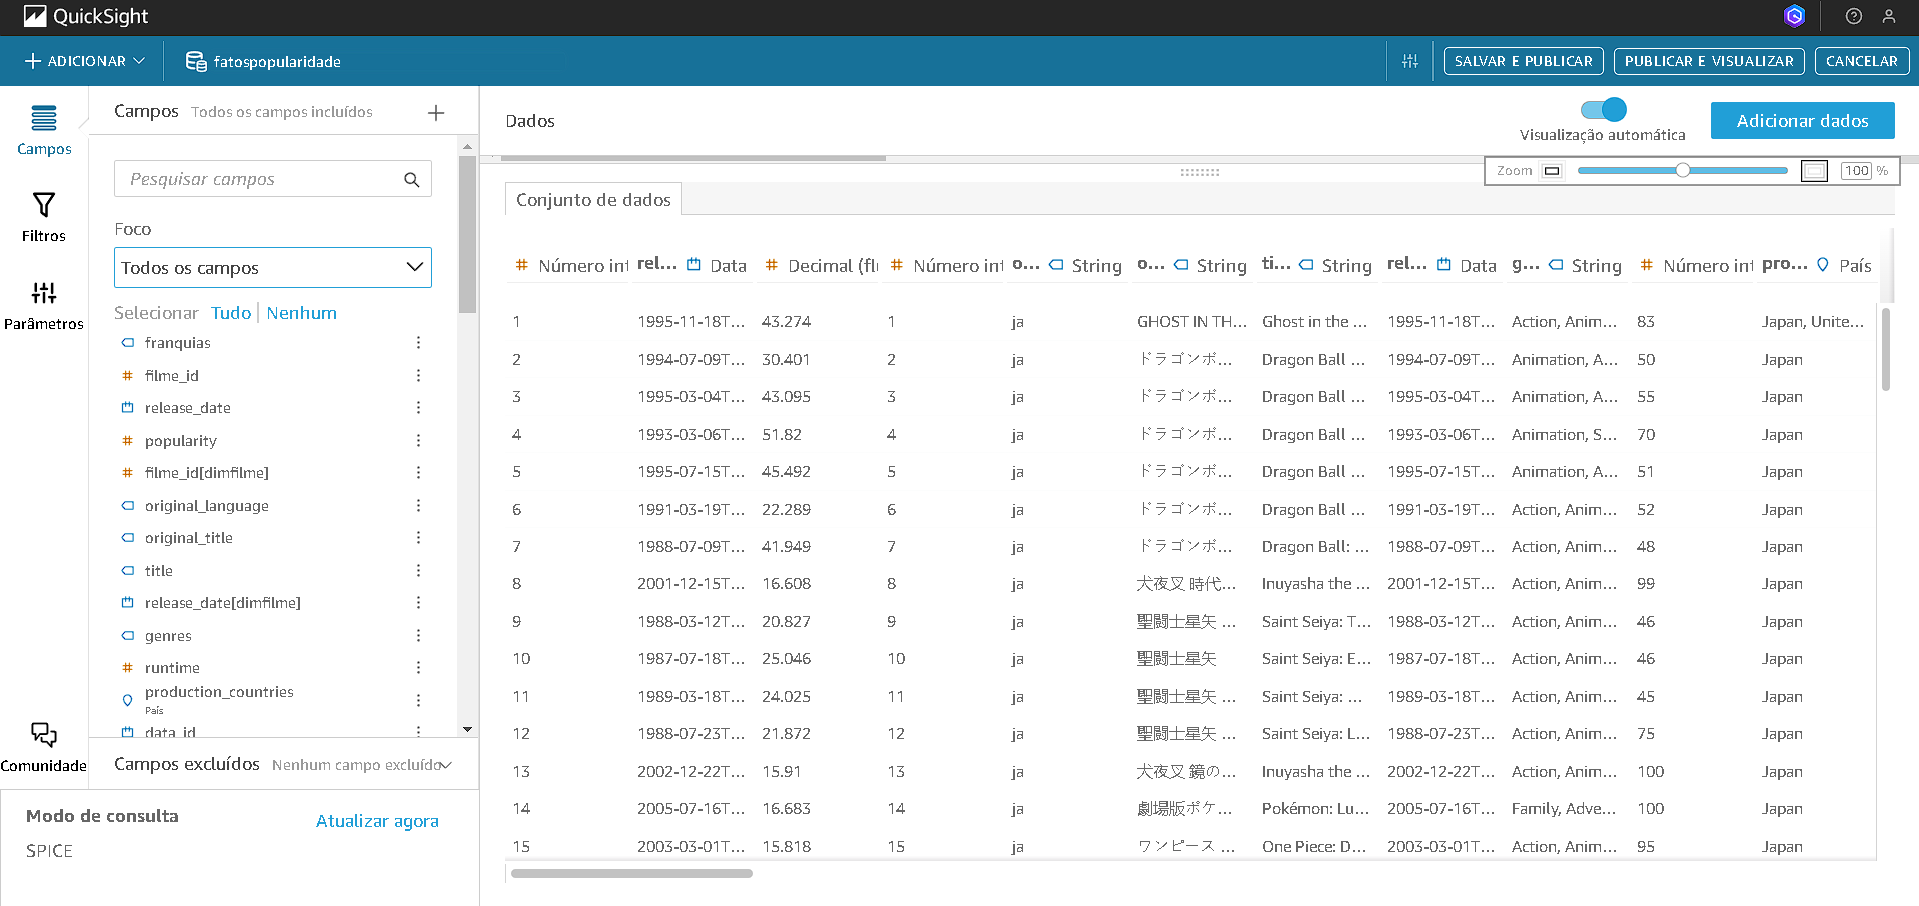 QuickSight
ADICIONAR
fatospopularidade
SALVAR E PUBLICAR
PUBLICAR E VISUALIZAR
CANCELAR
Campos
Filtros
Parâmetros
Comunidade
Campos Todos os campos incluídos
Pesquisar campos
Foco
Todos os campos
Selecionar Tudo Nenhum
franquias
filme_id
release_date
popularity
filme_id[dimfilme]
original_language
original_title
title
release_date[dimfilme]
genres
runtime
production_countries
País
data_id
Campos excluídos Nenhum campo excluído
Modo de consulta
Atualizar agora
SPICE
Dados
Visualização automática
Adicionar dados
Zoom 100 %
Conjunto de dados
Número int rel... Data Decimal (flu Número int o... String o... String ti... String rel... Data g... String Número int pro... País
1 1995-11-18T... 43.274 1 ja GHOST IN TH... Ghost in the ... 1995-11-18T... Action, Anim... 83 Japan, Unite...
2 1994-07-09T... 30.401 2 ja ドラゴンボ... Dragon Ball ... 1994-07-09T... Animation, A... 50 Japan
3 1995-03-04T... 43.095 3 ja ドラゴンボ... Dragon Ball ... 1995-03-04T... Animation, A... 55 Japan
4 1993-03-06T... 51.82 4 ja ドラゴンボ... Dragon Ball ... 1993-03-06T... Animation, S... 70 Japan
5 1995-07-15T... 45.492 5 ja ドラゴンボ... Dragon Ball ... 1995-07-15T... Animation, A... 51 Japan
6 1991-03-19T... 22.289 6 ja ドラゴンボ... Dragon Ball ... 1991-03-19T... Action, Anim... 52 Japan
7 1988-07-09T... 41.949 7 ja ドラゴンボ... Dragon Ball: ... 1988-07-09T... Action, Anim... 48 Japan
8 2001-12-15T... 16.608 8 ja 犬夜叉 時代... Inuyasha the ... 2001-12-15T... Action, Anim... 99 Japan
9 1988-03-12T... 20.827 9 ja 聖闘士星矢 ... Saint Seiya: T... 1988-03-12T... Action, Anim... 46 Japan
10 1987-07-18T... 25.046 10 ja 聖闘士星矢 Saint Seiya: E... 1987-07-18T... Action, Anim... 46 Japan
11 1989-03-18T... 24.025 11 ja 聖闘士星矢 ... Saint Seiya: ... 1989-03-18T... Action, Anim... 45 Japan
12 1988-07-23T... 21.872 12 ja 聖闘士星矢 ... Saint Seiya: L... 1988-07-23T... Action, Anim... 75 Japan
13 2002-12-22T... 15.91 13 ja 犬夜叉 鏡の... Inuyasha the ... 2002-12-22T... Action, Anim... 100 Japan
14 2005-07-16T... 16.683 14 ja 劇場版ポケ... Pokémon: Lu... 2005-07-16T... Family, Adve... 100 Japan
15 2003-03-01T... 15.818 15 ja ワンピース ... One Piece: D... 2003-03-01T... Action, Anim... 95 Japan